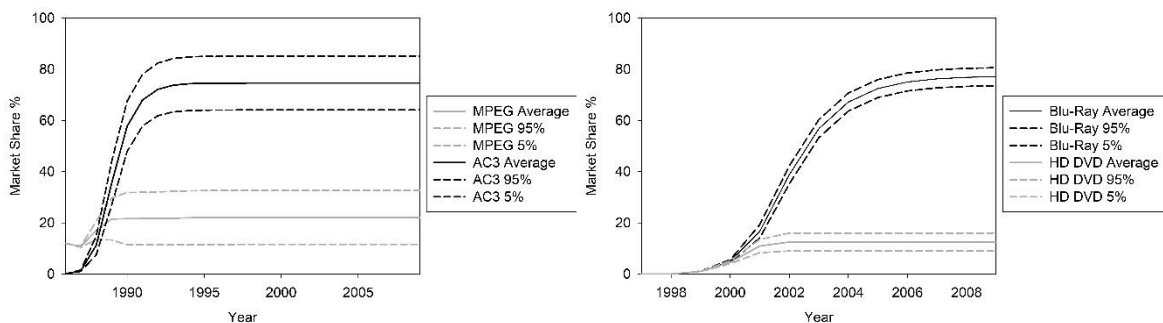 100
80
60
40
20
0
Market Share %
1990
1995
2000
2005
Year
MPEG Average
MPEG 95%
MPEG 5%
AC3 Average
AC3 95%
AC3 5%
100
80
60
40
20
0
Market Share %
1998
2000
2002
2004
2006
2008
Year
Blu-Ray Average
Blu-Ray 95%
Blu-Ray 5%
HD DVD Average
HD DVD 95%
HD DVD 5%